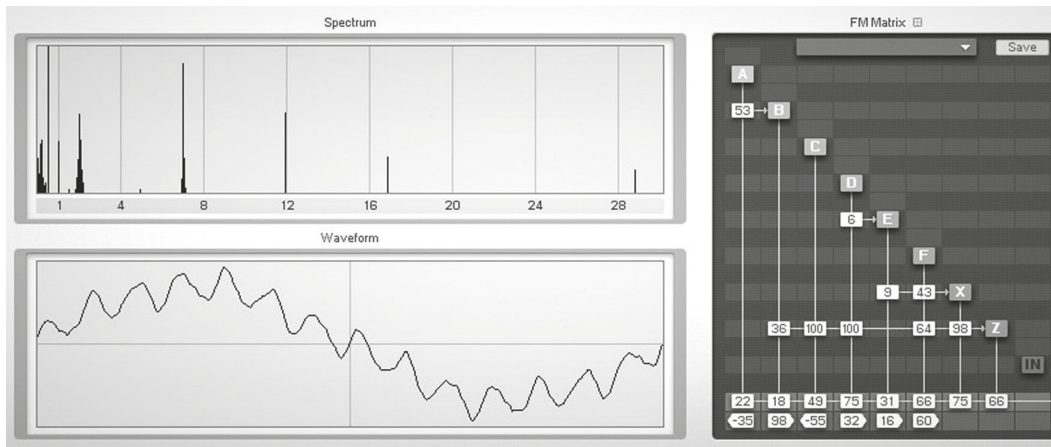 Spectrum
1 4 8 12 16 20 24 28
Waveform
FM Matrix
Save
A
53 B
C
D
6 E
F
9 43 X
36 100 100 64 98 Z
IN
22 18 49 75 31 66 75 66
-35 98 -55 32 16 60